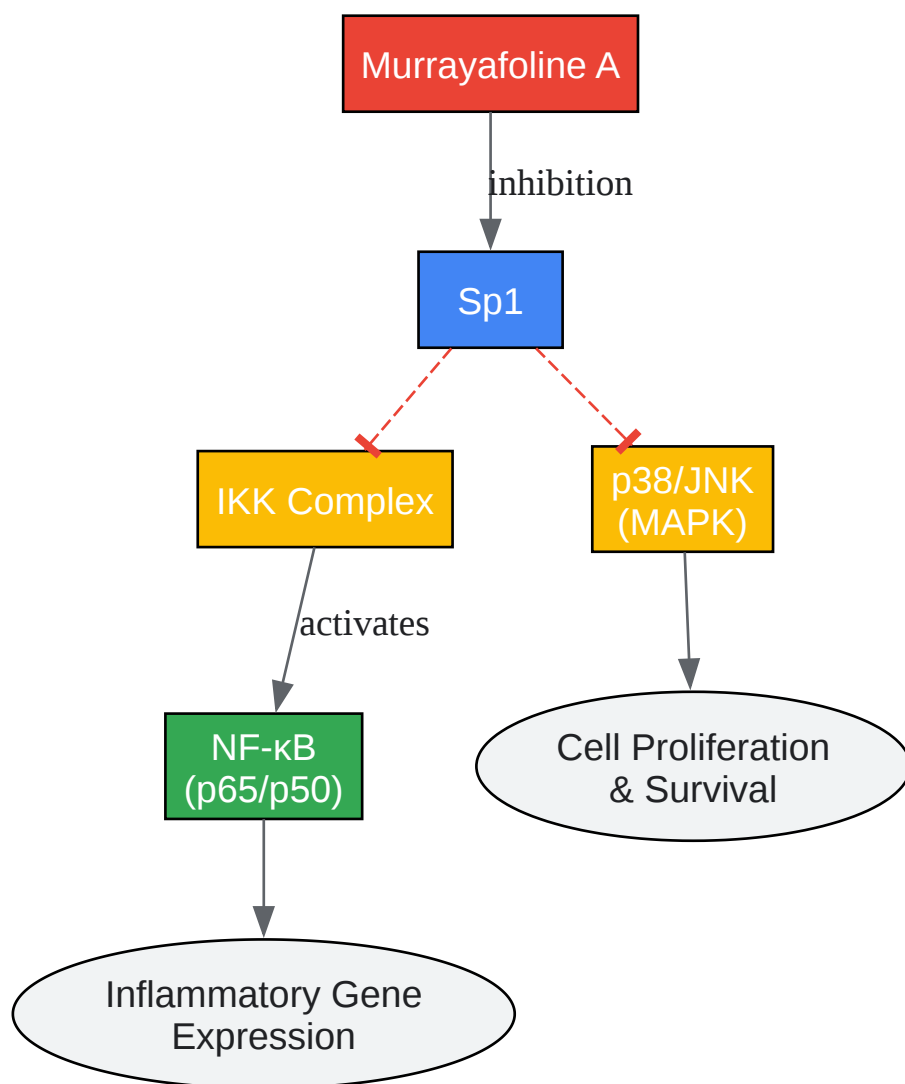 Murrayafoline A
inhibition
Sp1
IKK Complex
p38/JNK
(MAPK)
activates
NF-κB
(p65/p50)
Cell Proliferation
& Survival
Inflammatory Gene
Expression